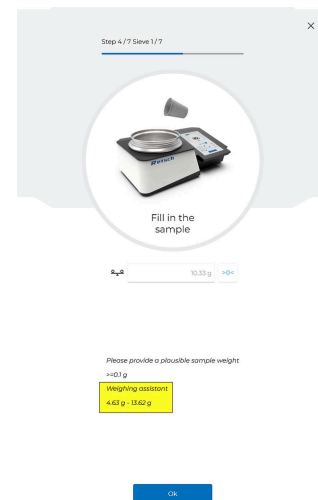 Step 4 / 7 Sieve 1 / 7
Retsch
Fill in the
sample
10.33 g >0<
Please provide a plausible sample weight
>=0.1 g
Weighing assistant
4.63 g - 13.62 g
Ok